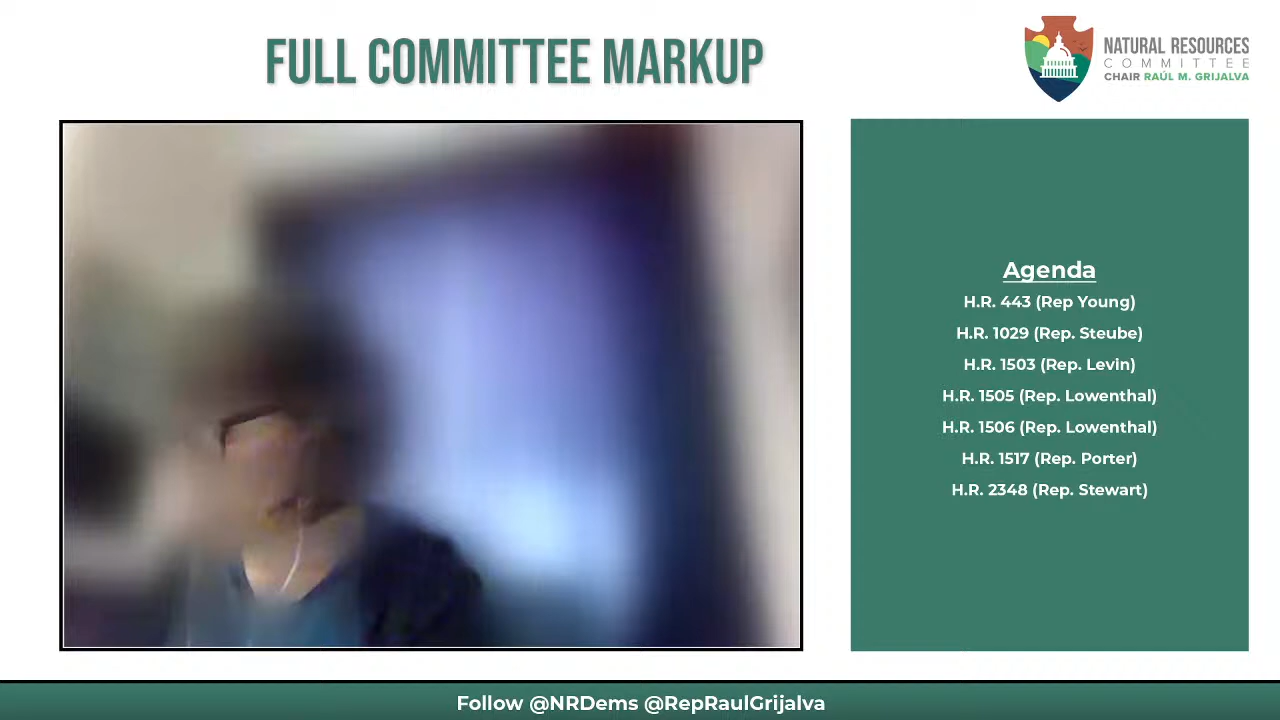 FULL COMMITTEE MARKUP
NATURAL RESOURCES
COMMITTEE
CHAIR RAÚL M. GRIJALVA
Agenda
H.R. 443 (Rep Young)
H.R. 1029 (Rep. Steube)
H.R. 1503 (Rep. Levin)
H.R. 1505 (Rep. Lowenthal)
H.R. 1506 (Rep. Lowenthal)
H.R. 1517 (Rep. Porter)
H.R. 2348 (Rep. Stewart)
Follow @NRDems @RepRaulGrijalva